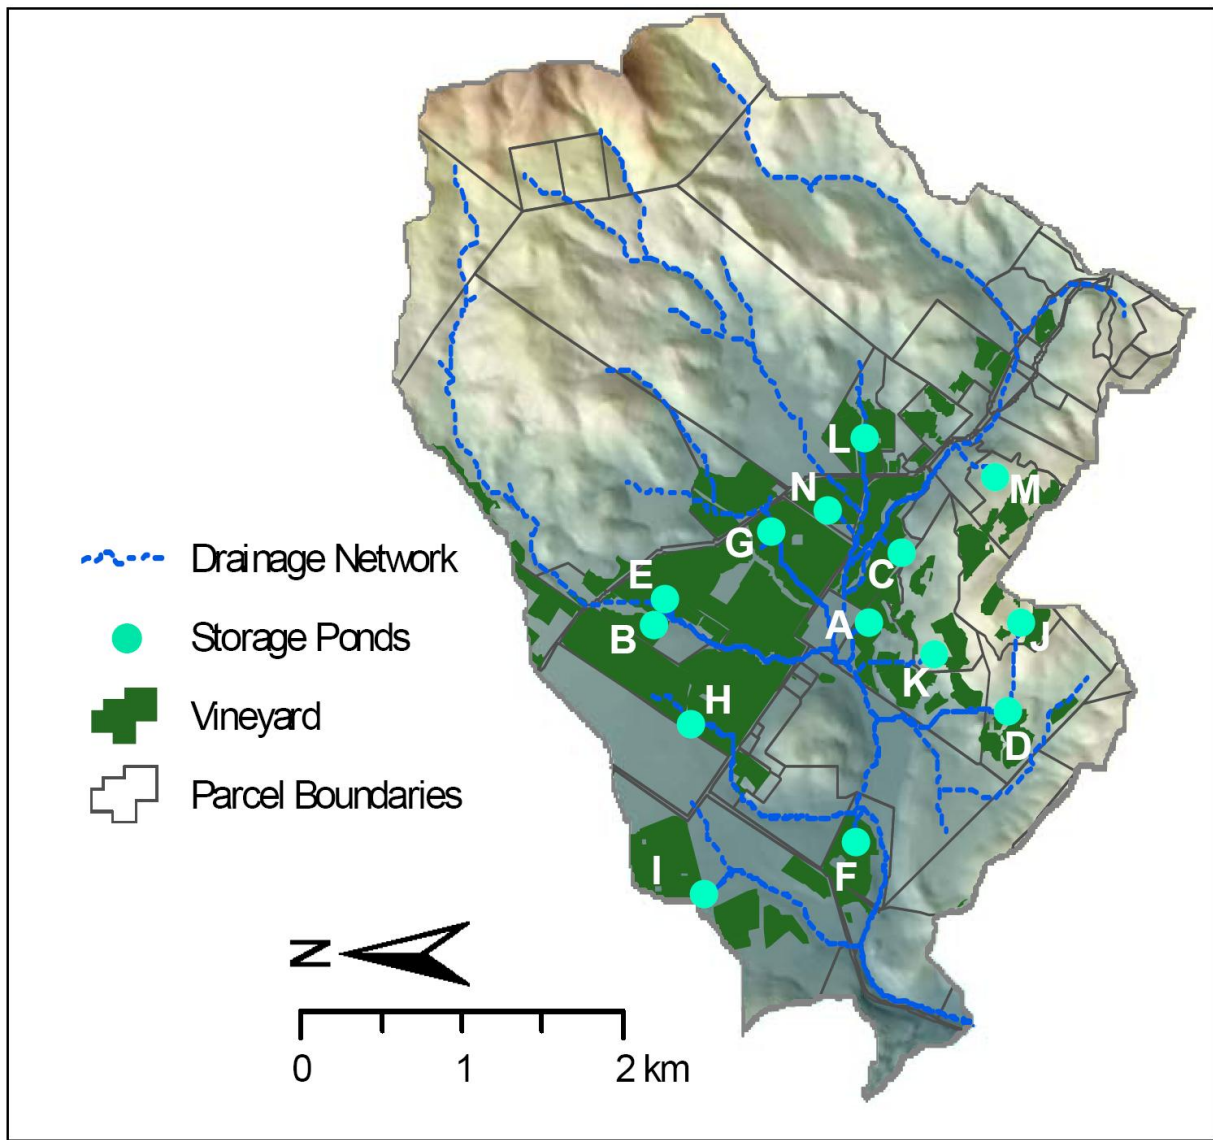 L
N
M
G
C
E
A
B
J
K
H
D
I
F
Drainage Network
Storage Ponds
Vineyard
Parcel Boundaries
N
0 1 2 km